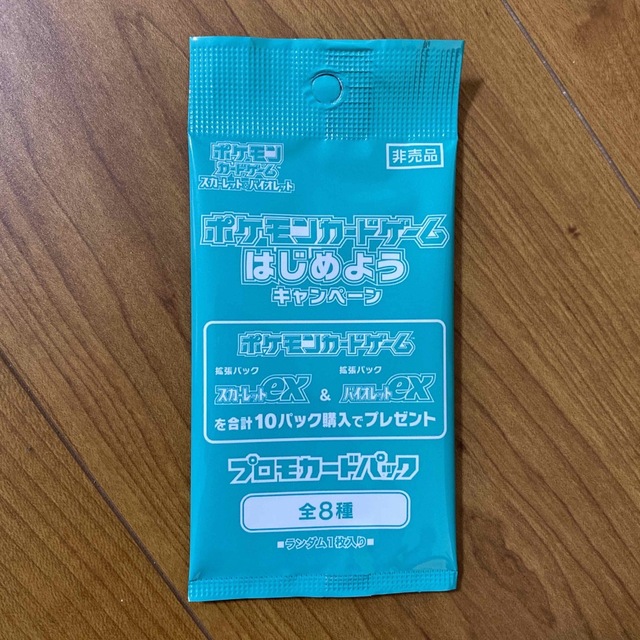 非売品
ポケモン
カードゲーム
スカーレット&バイオレット
ポケモンカードゲーム
はじめよう
キャンペーン
ポケモンカードゲーム
拡張パック 拡張パック
スカーレットex & バイオレットex
を合計10パック購入でプレゼント
プロモカードパック
全8種
■ランダム1枚入り■